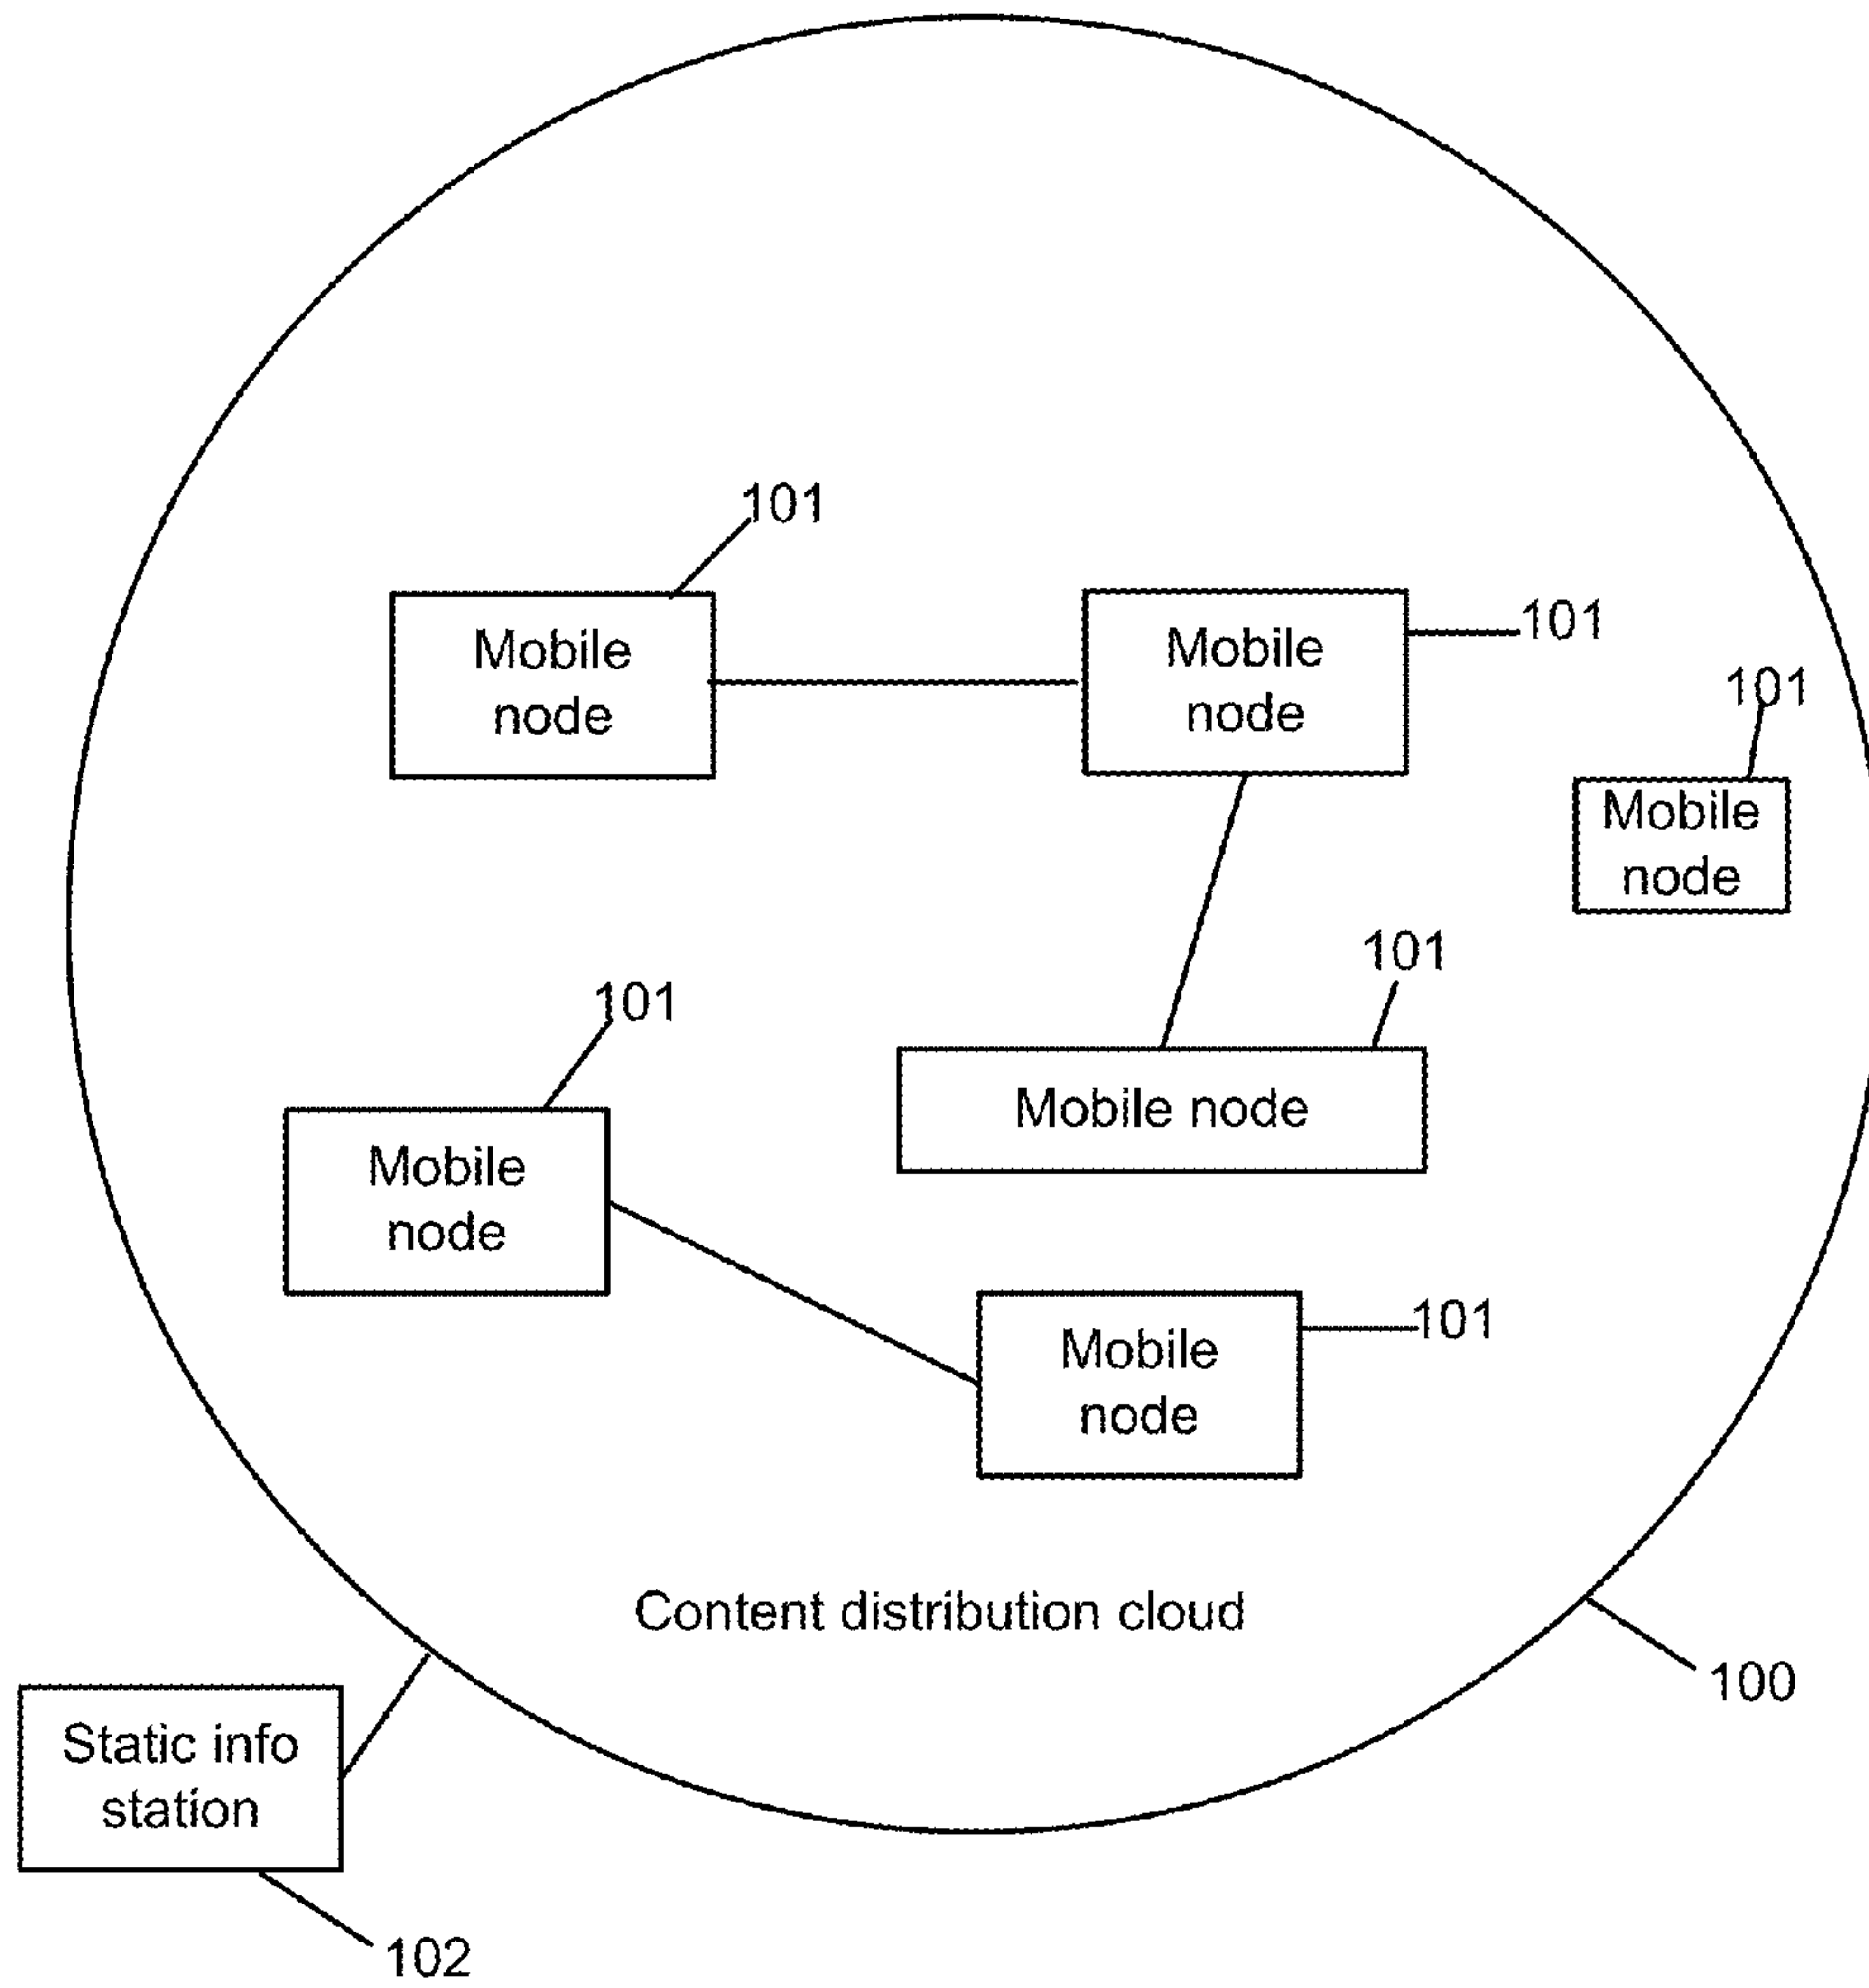 101
Mobile
node
Mobile
node
101
101
Mobile
node
101
Mobile node
101
Mobile
node
Mobile
node
101
Content distribution cloud
100
Static info
station
102